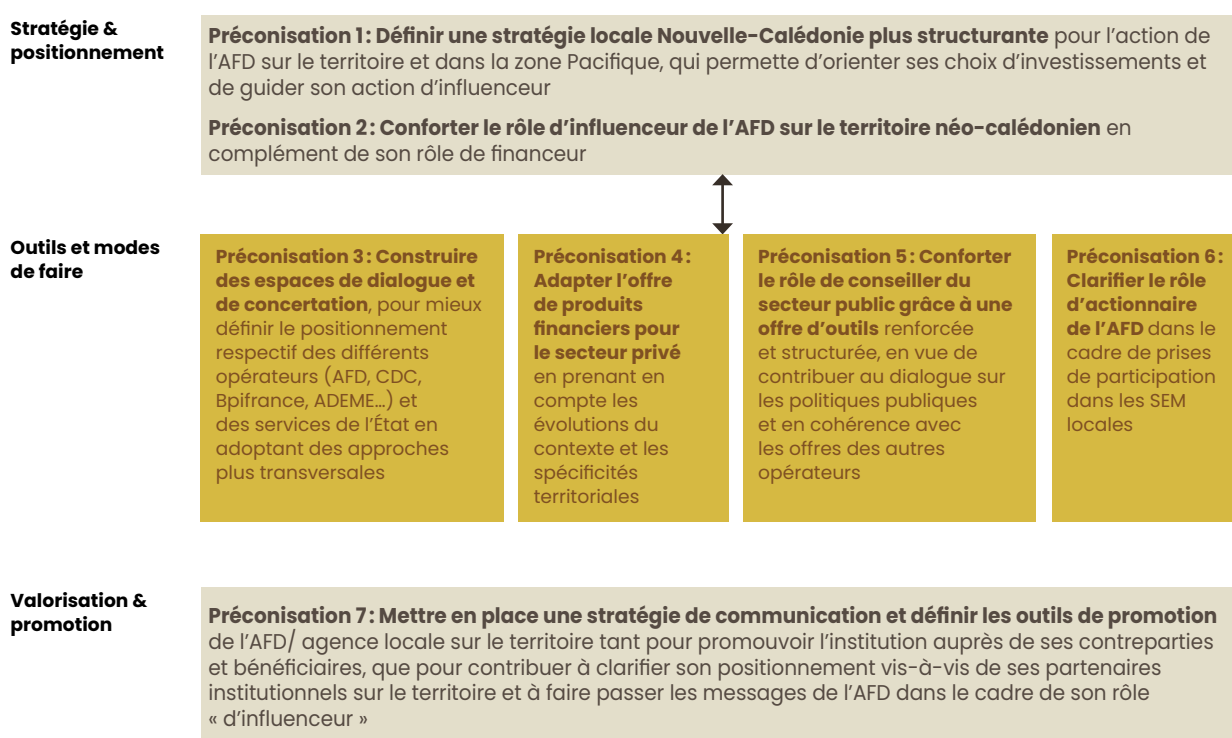 Stratégie &
positionnement
Préconisation 1 : Définir une stratégie locale Nouvelle-Calédonie plus structurante pour l’action de
l’AFD sur le territoire et dans la zone Pacifique, qui permette d’orienter ses choix d’investissements et
de guider son action d’influenceur
Préconisation 2 : Conforter le rôle d’influenceur de l’AFD sur le territoire néo-calédonien en
complément de son rôle de financeur
Outils et modes
de faire
Préconisation 3 : Construire
des espaces de dialogue et
de concertation, pour mieux
définir le positionnement
respectif des différents
opérateurs (AFD, CDC,
Bpifrance, ADEME…) et
des services de l’État en
adoptant des approches
plus transversales
Préconisation 4 :
Adapter l’offre
de produits
financiers pour
le secteur privé
en prenant en
compte les
évolutions du
contexte et les
spécificités
territoriales
Préconisation 5 : Conforter
le rôle de conseiller du
secteur public grâce à une
offre d’outils renforcée
et structurée, en vue de
contribuer au dialogue sur
les politiques publiques
et en cohérence avec
les offres des autres
opérateurs
Préconisation 6 :
Clarifier le rôle
d’actionnaire
de l’AFD dans le
cadre de prises
de participation
dans les SEM
locales
Valorisation &
promotion
Préconisation 7 : Mettre en place une stratégie de communication et définir les outils de promotion
de l’AFD/ agence locale sur le territoire tant pour promouvoir l’institution auprès de ses contreparties
et bénéficiaires, que pour contribuer à clarifier son positionnement vis-à-vis de ses partenaires
institutionnels sur le territoire et à faire passer les messages de l’AFD dans le cadre de son rôle
« d’influenceur »